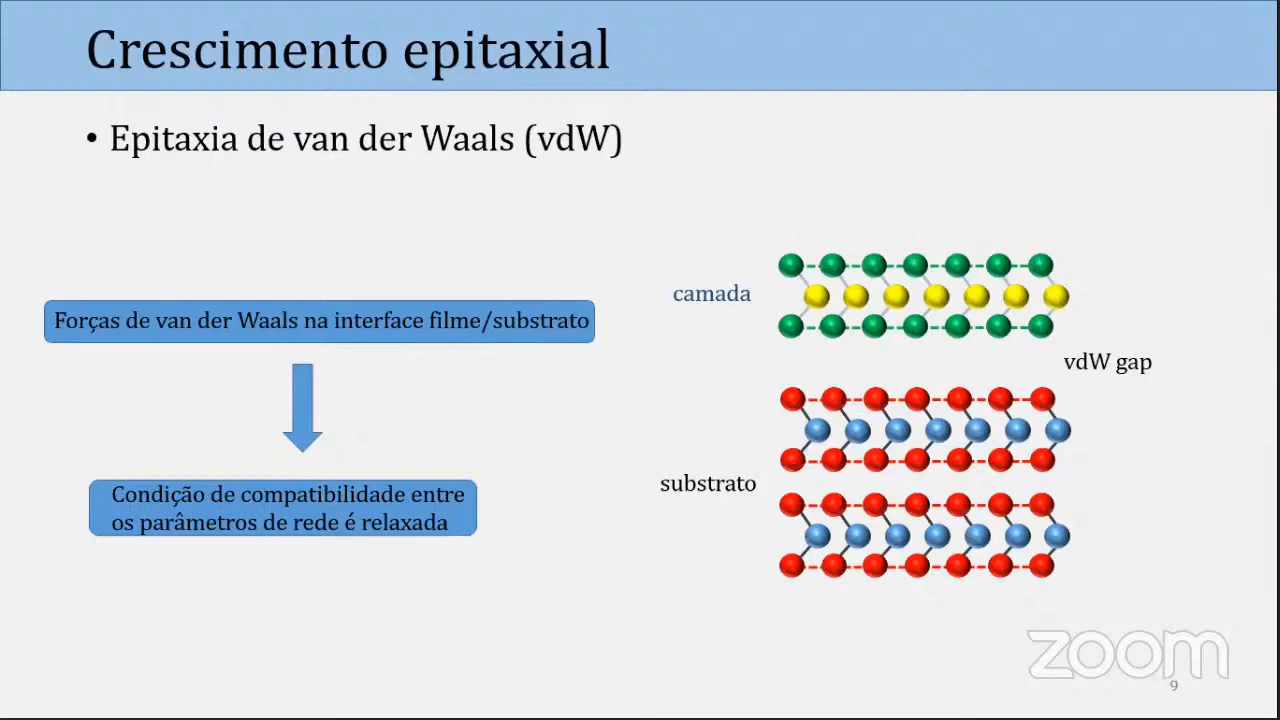 Crescimento epitaxial
• Epitaxia de van der Waals (vdW)
Forças de van der Waals na interface filme/substrato
Condição de compatibilidade entre
os parâmetros de rede é relaxada
camada
vdW gap
substrato
zoom
9